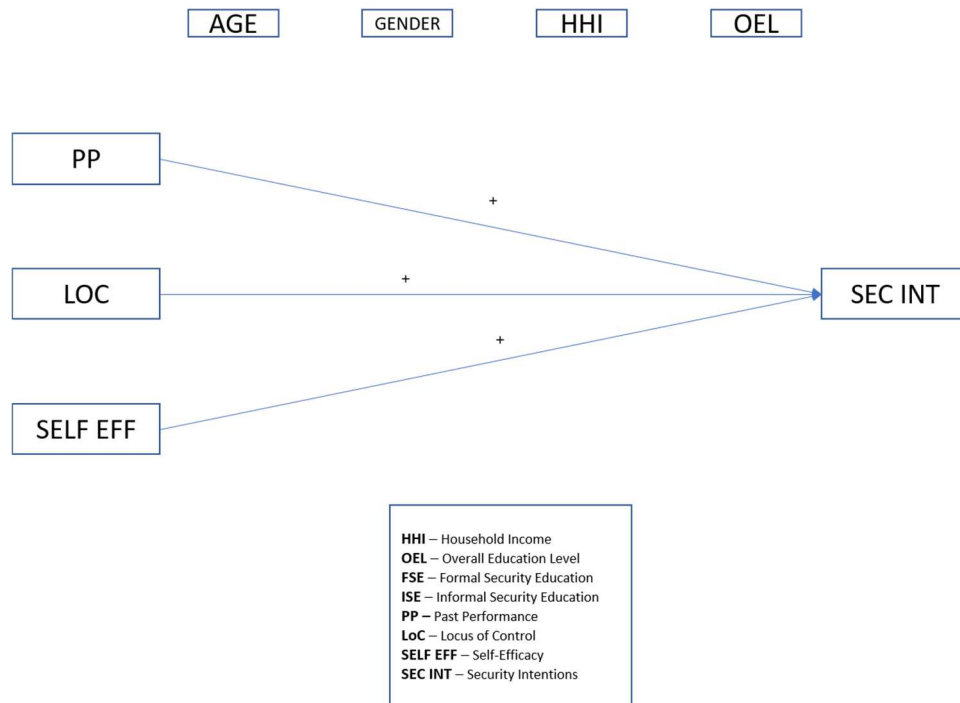 AGE GENDER HHI OEL
PP
+
+
LOC SEC INT
+
SELF EFF
HHI – Household Income
OEL – Overall Education Level
FSE – Formal Security Education
ISE – Informal Security Education
PP – Past Performance
LoC – Locus of Control
SELF EFF – Self-Efficacy
SEC INT – Security Intentions